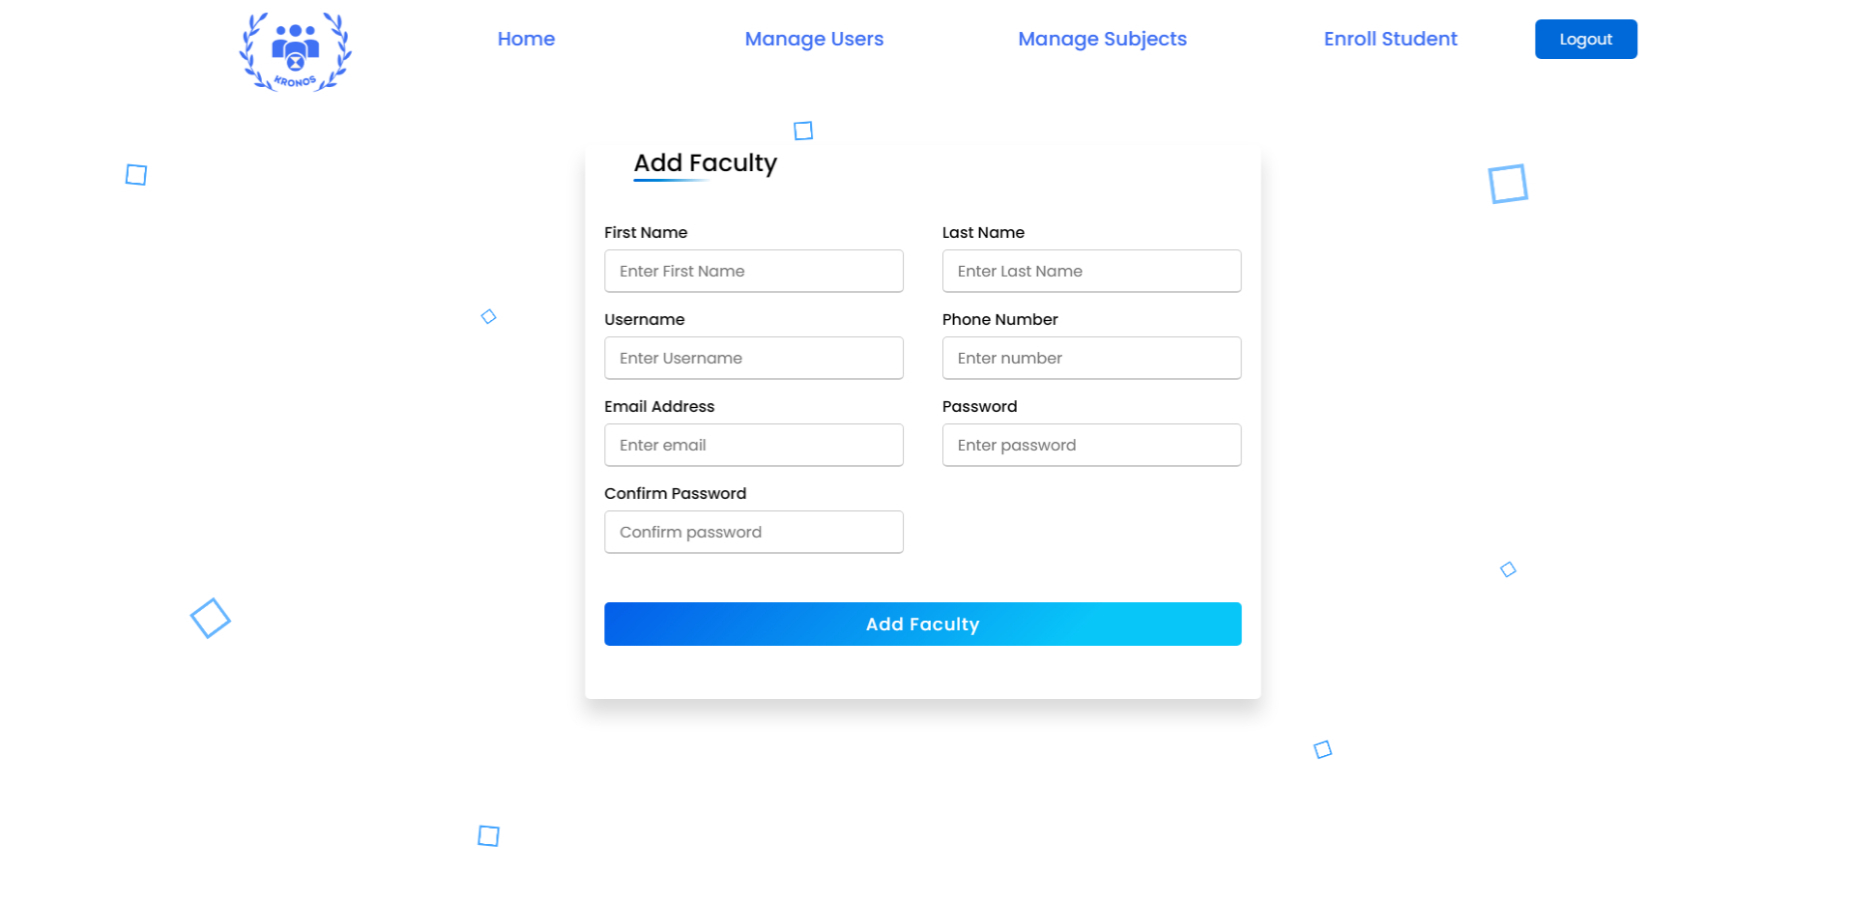 Home Manage Users Manage Subjects Enroll Student Logout
KRONOS
Add Faculty
First Name Last Name
Enter First Name Enter Last Name
Username Phone Number
Enter Username Enter number
Email Address Password
Enter email Enter password
Confirm Password
Confirm password
Add Faculty